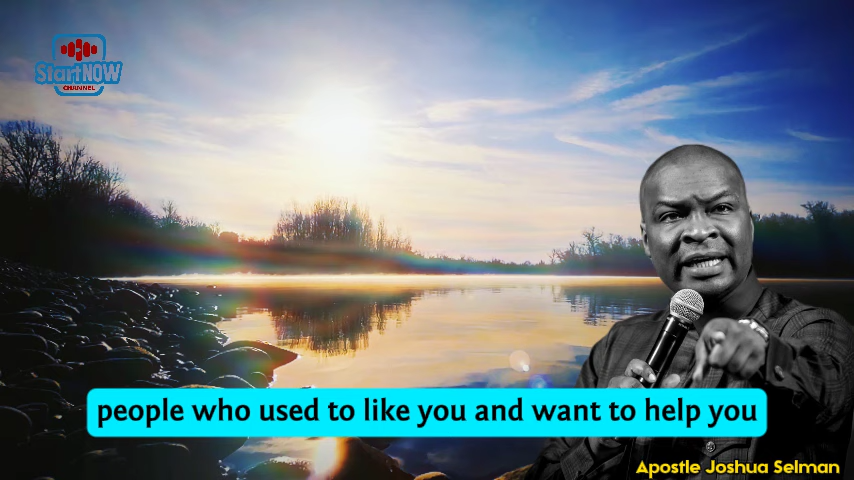 StartNOW
CHANNEL
people who used to like you and want to help you
Apostle Joshua Selman